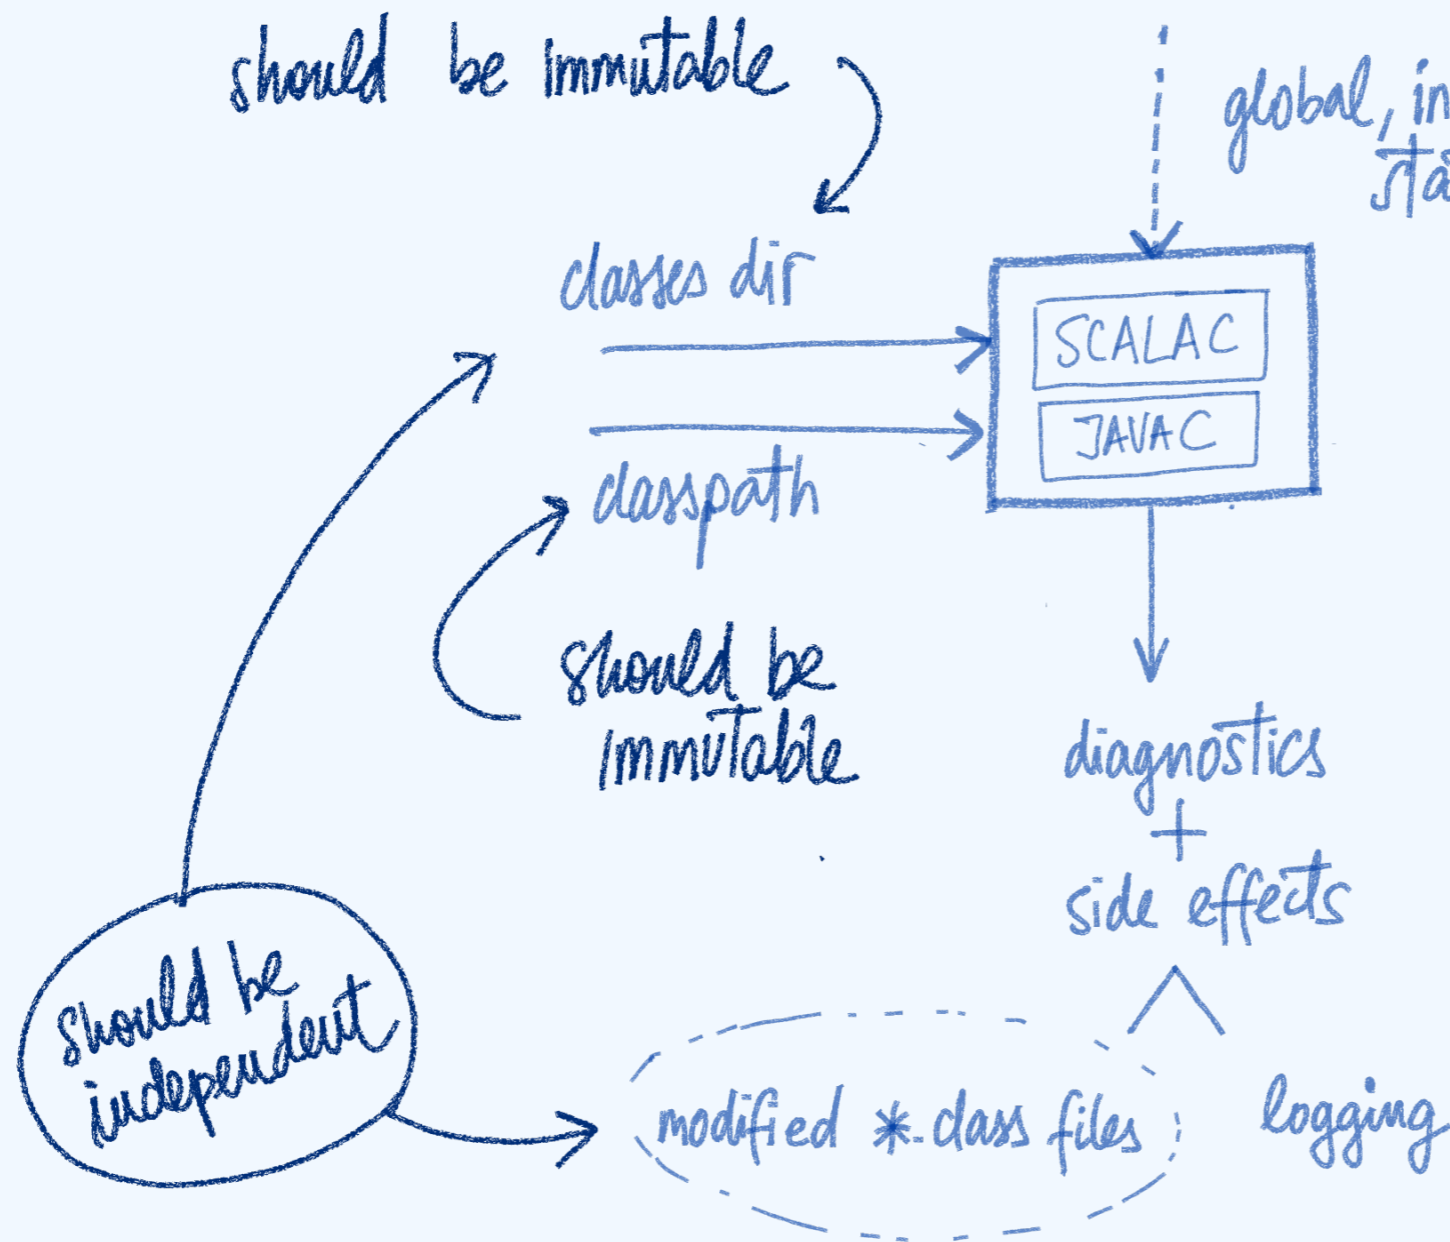 should be immutable
global, in
sta
classes dir
SCALAC
JAVAC
classpath
should be
immutable
diagnostics
+
side effects
should be
independent
modified *.class files
logging